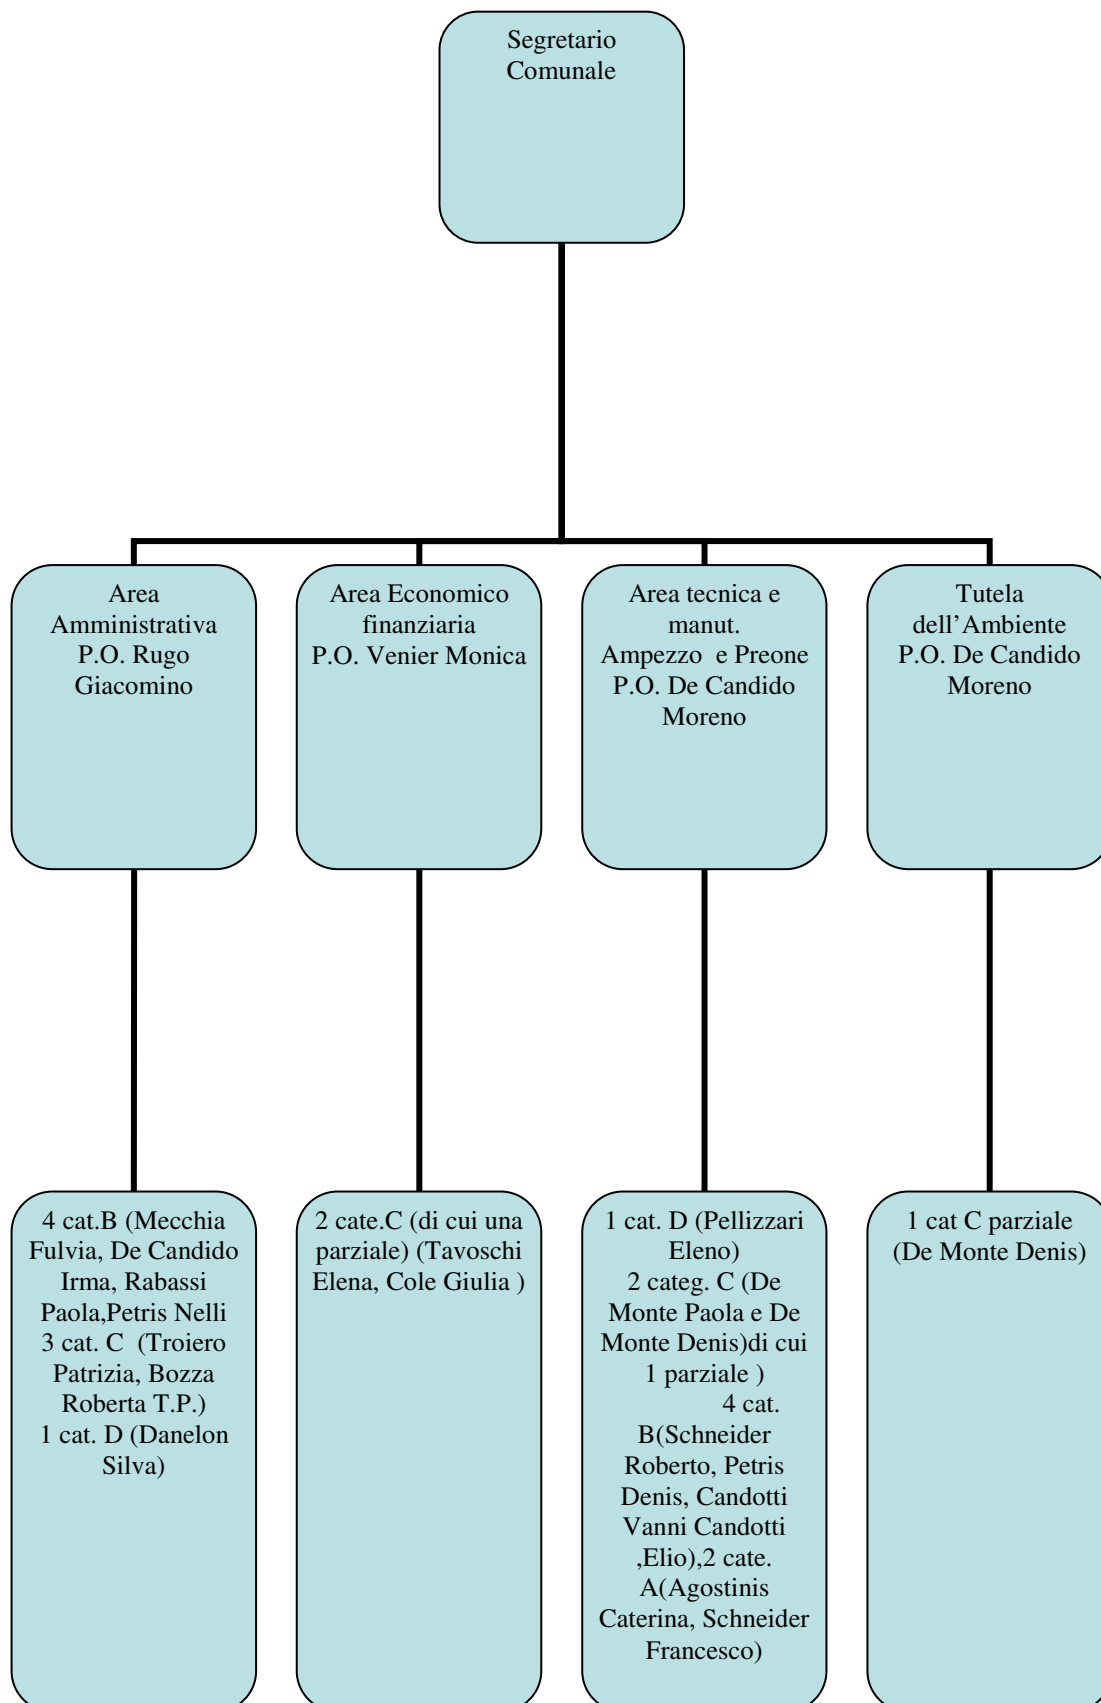 Segretario
Comunale
Area
Amministrativa
P.O. Rugo
Giacomino
Area Economico
finanziaria
P.O. Venier Monica
Area tecnica e
manut.
Ampezzo  e Preone
P.O. De Candido
Moreno
Tutela
dell’Ambiente
P.O. De Candido
Moreno
4 cat.B (Mecchia
Fulvia, De Candido
Irma, Rabassi
Paola,Petris Nelli
3 cat. C  (Troiero
Patrizia, Bozza
Roberta T.P.)
1 cat. D (Danelon
Silva)
2 cate.C (di cui una
parziale) (Tavoschi
Elena, Cole Giulia )
1 cat. D (Pellizzari
Eleno)
2 categ. C (De
Monte Paola e De
Monte Denis)di cui
1 parziale )
4 cat.
B(Schneider
Roberto, Petris
Denis, Candotti
Vanni Candotti
,Elio),2 cate.
A(Agostinis
Caterina, Schneider
Francesco)
1 cat C parziale
(De Monte Denis)